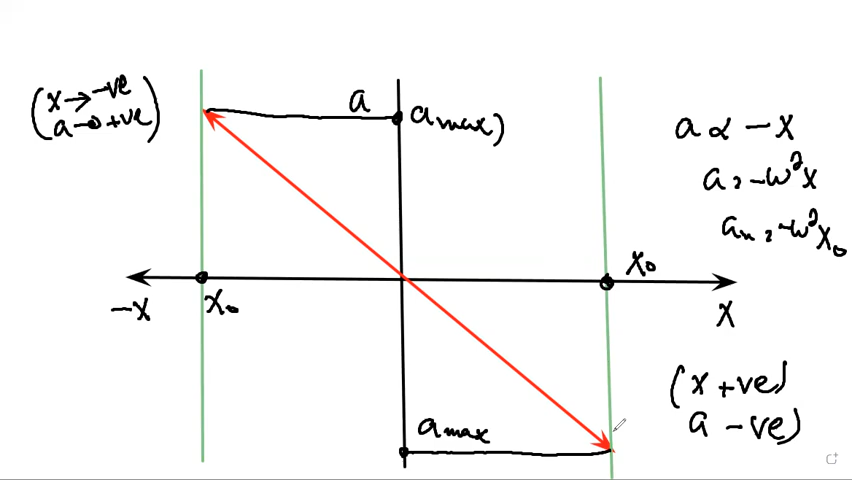 (x → -ve
a → +ve)
a
amax)
a α -x
a = -ω²x
am = -ω²x₀
-x
x₀
x₀
x
amax
(x +ve)
a -ve)